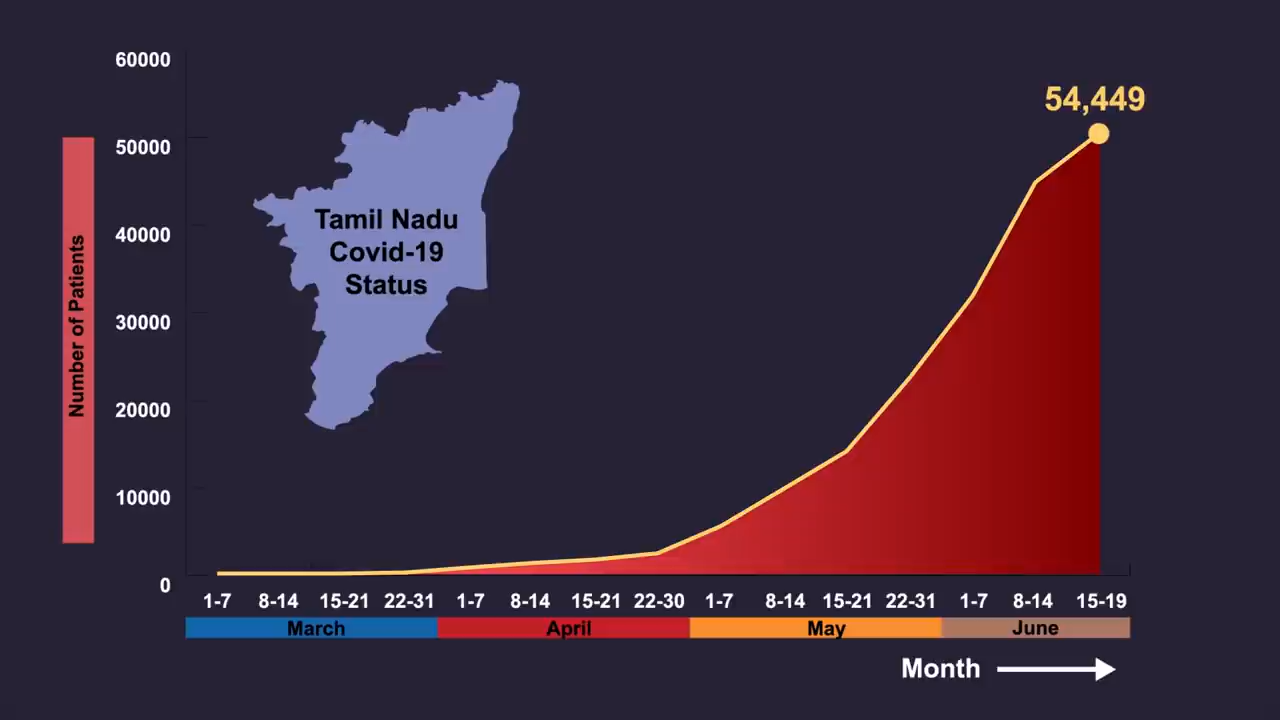 60000
50000
40000
30000
20000
10000
0
Number of Patients
Tamil Nadu
Covid-19
Status
54,449
1-7 8-14 15-21 22-31 1-7 8-14 15-21 22-30 1-7 8-14 15-21 22-31 1-7 8-14 15-19
March April May June
Month